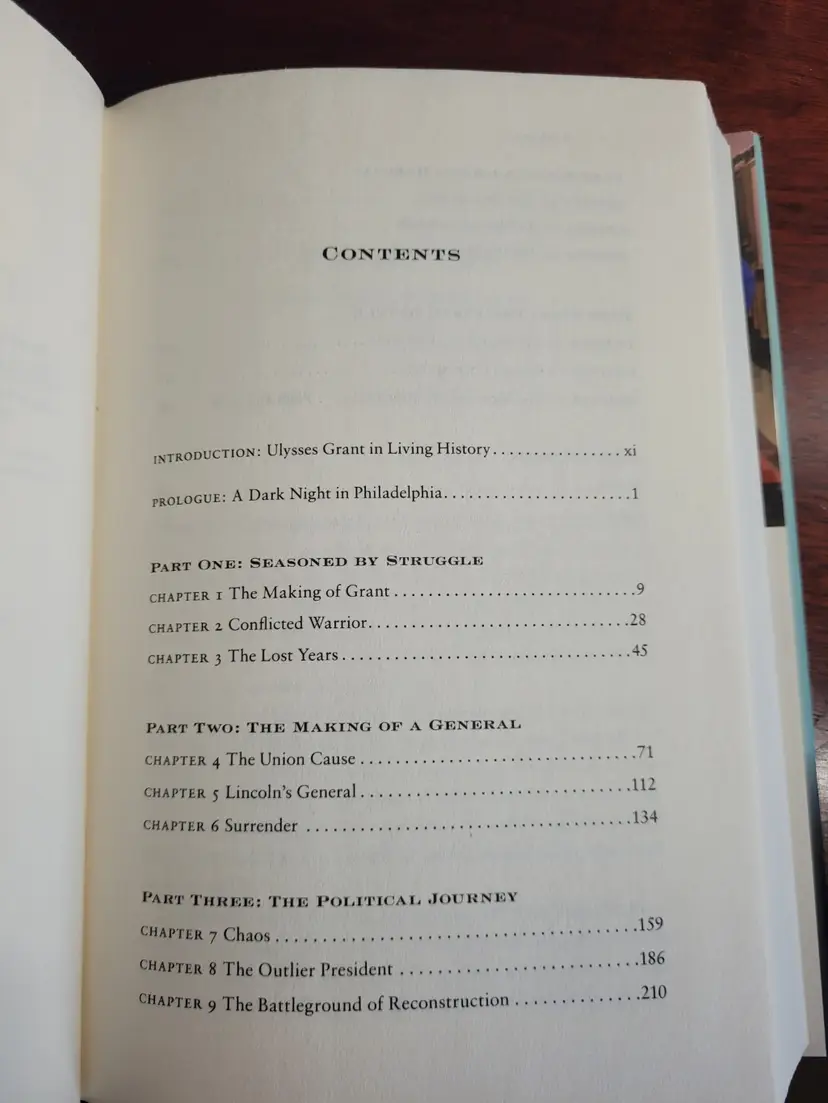 CONTENTS
INTRODUCTION: Ulysses Grant in Living History................xi
PROLOGUE: A Dark Night in Philadelphia........................1
PART ONE: SEASONED BY STRUGGLE
CHAPTER 1 The Making of Grant..............................9
CHAPTER 2 Conflicted Warrior................................28
CHAPTER 3 The Lost Years....................................45
PART TWO: THE MAKING OF A GENERAL
CHAPTER 4 The Union Cause..................................71
CHAPTER 5 Lincoln's General.................................112
CHAPTER 6 Surrender........................................134
PART THREE: THE POLITICAL JOURNEY
CHAPTER 7 Chaos............................................159
CHAPTER 8 The Outlier President.............................186
CHAPTER 9 The Battleground of Reconstruction...............210